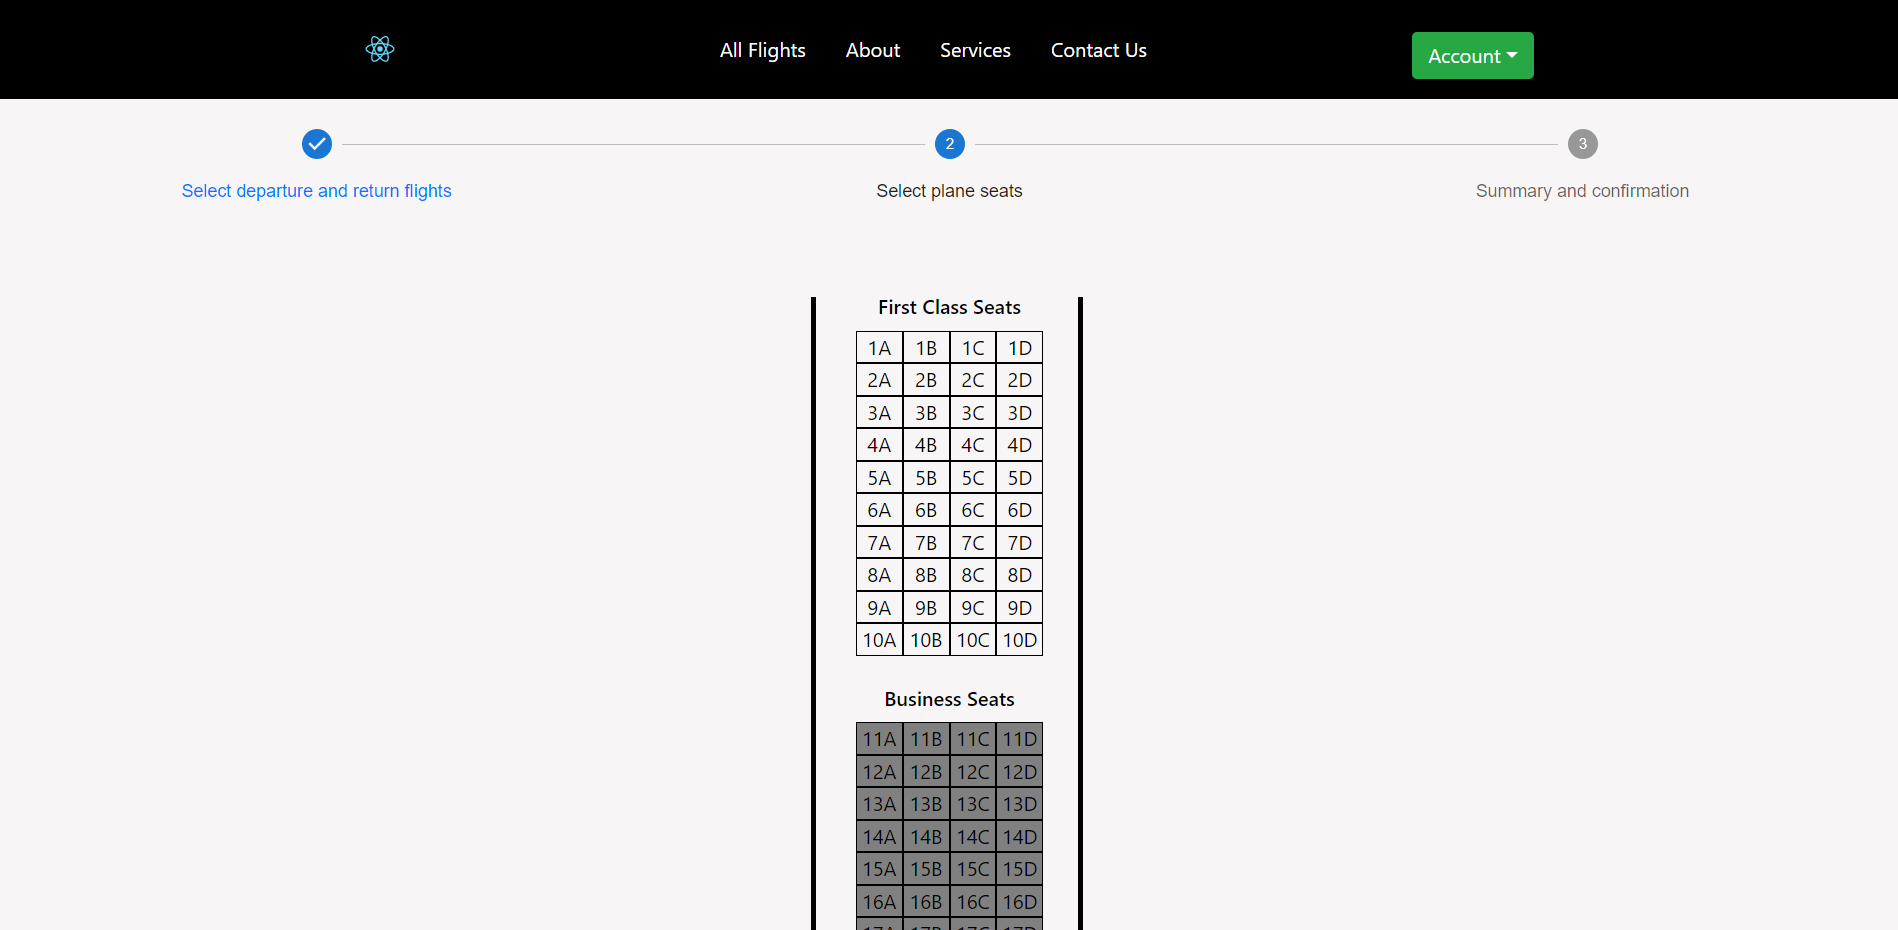 All Flights About Services Contact Us Account
2 3
Select departure and return flights Select plane seats Summary and confirmation
First Class Seats
1A 1B 1C 1D
2A 2B 2C 2D
3A 3B 3C 3D
4A 4B 4C 4D
5A 5B 5C 5D
6A 6B 6C 6D
7A 7B 7C 7D
8A 8B 8C 8D
9A 9B 9C 9D
10A 10B 10C 10D
Business Seats
11A 11B 11C 11D
12A 12B 12C 12D
13A 13B 13C 13D
14A 14B 14C 14D
15A 15B 15C 15D
16A 16B 16C 16D
17A 17B 17C 17D